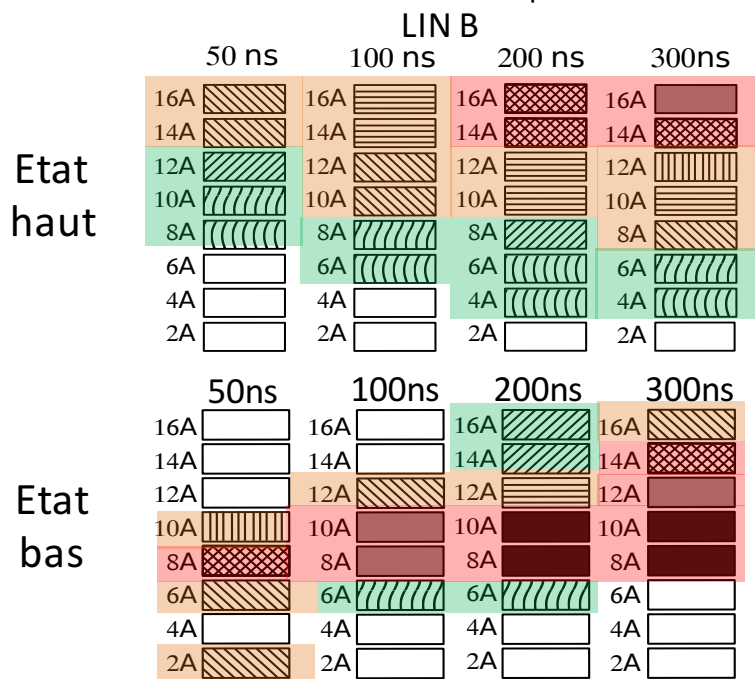 LIN B
50 ns 100 ns 200 ns 300ns
16A 16A 16A 16A
14A 14A 14A 14A
12A 12A 12A 12A
Etat
10A 10A 10A 10A
haut
8A 8A 8A 8A
6A 6A 6A 6A
4A 4A 4A 4A
2A 2A 2A 2A
50ns 100ns 200ns 300ns
16A 16A 16A 16A
14A 14A 14A 14A
12A 12A 12A 12A
Etat
10A 10A 10A 10A
bas
8A 8A 8A 8A
6A 6A 6A 6A
4A 4A 4A 4A
2A 2A 2A 2A